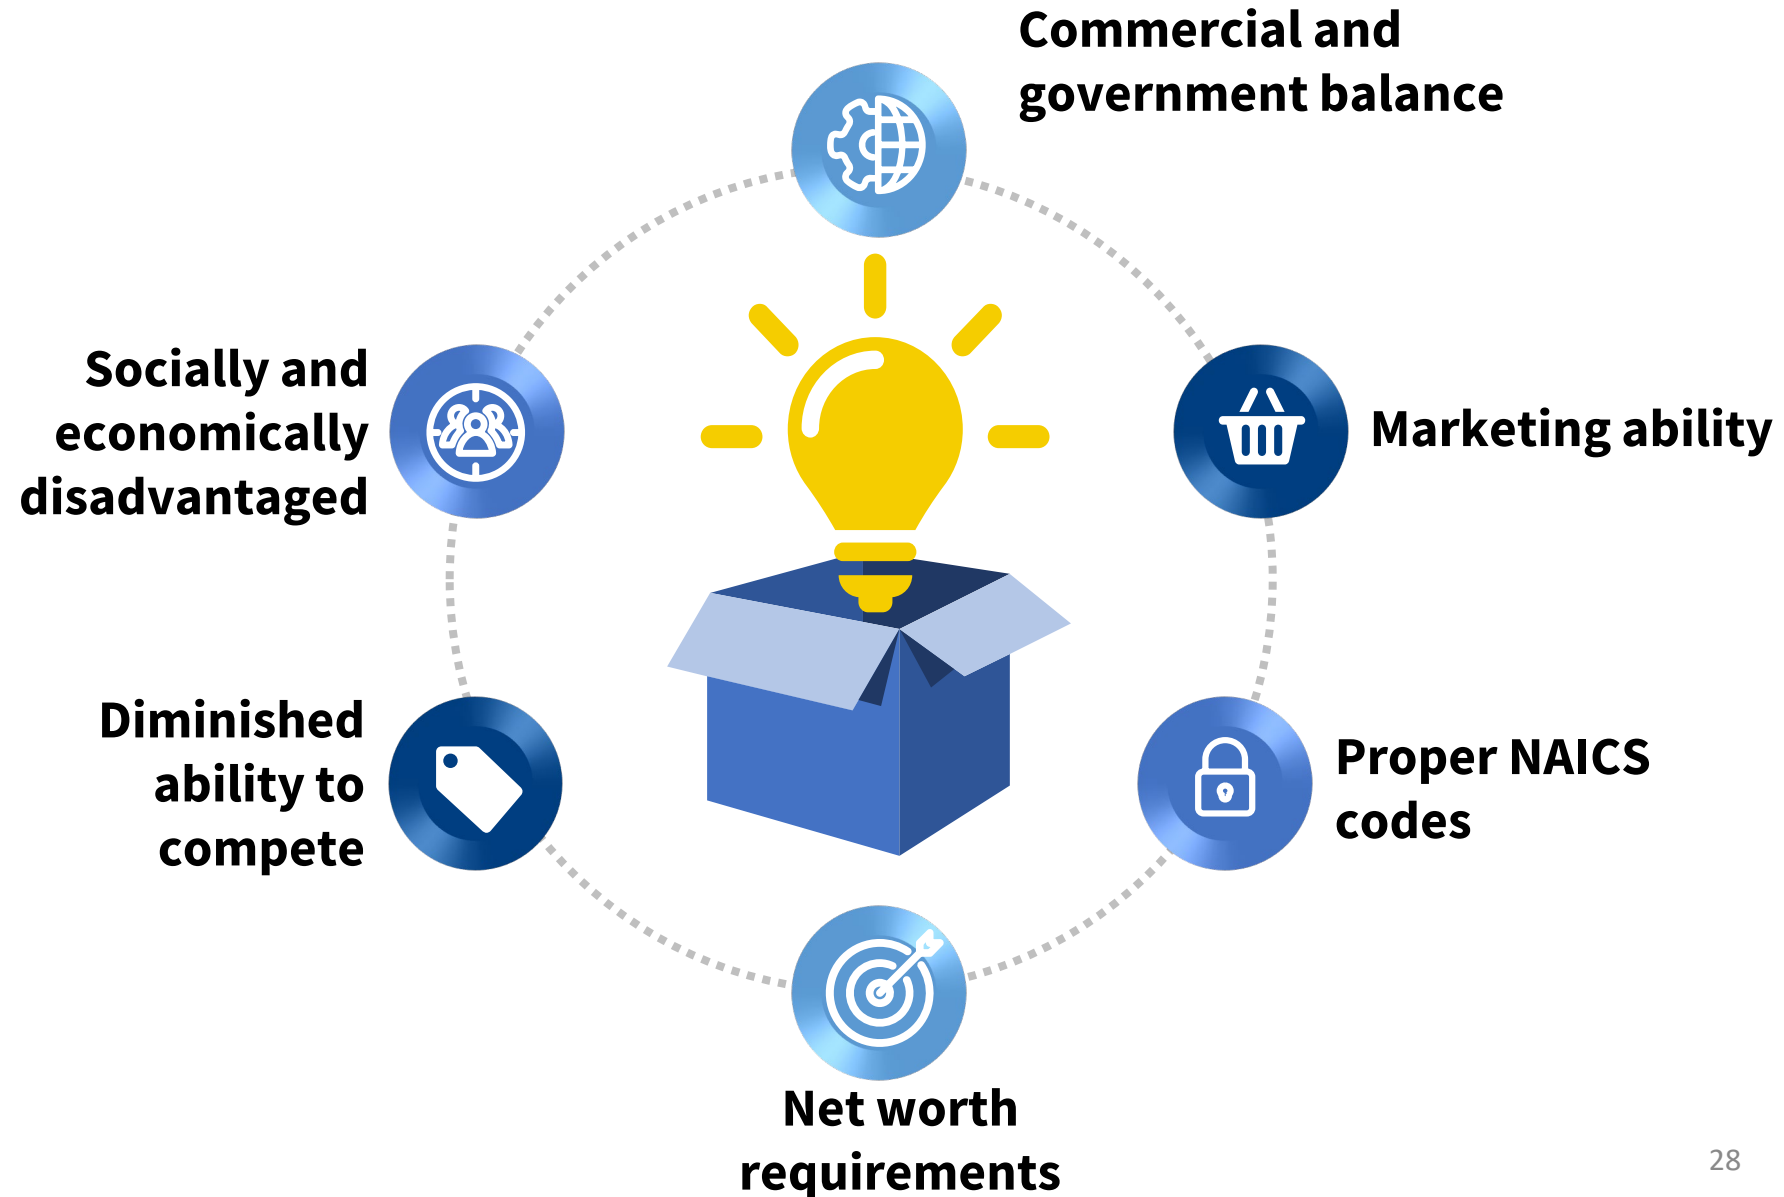 Commercial and
government balance
Socially and
economically
disadvantaged
Marketing ability
Diminished
ability to
compete
Proper NAICS
codes
Net worth
requirements
28